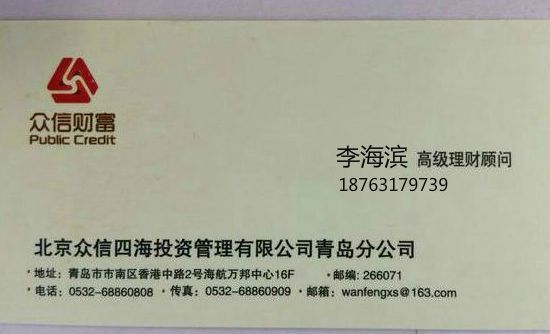 众信财富
Public Credit
李海滨 高级理财顾问
18763179739
北京众信四海投资管理有限公司青岛分公司
·地址:青岛市市南区香港中路2号海航万邦中心16F ·邮编:266071
·电话:0532-68860808 ·传真:0532-68860909 ·邮箱:wanfengxs@163.com